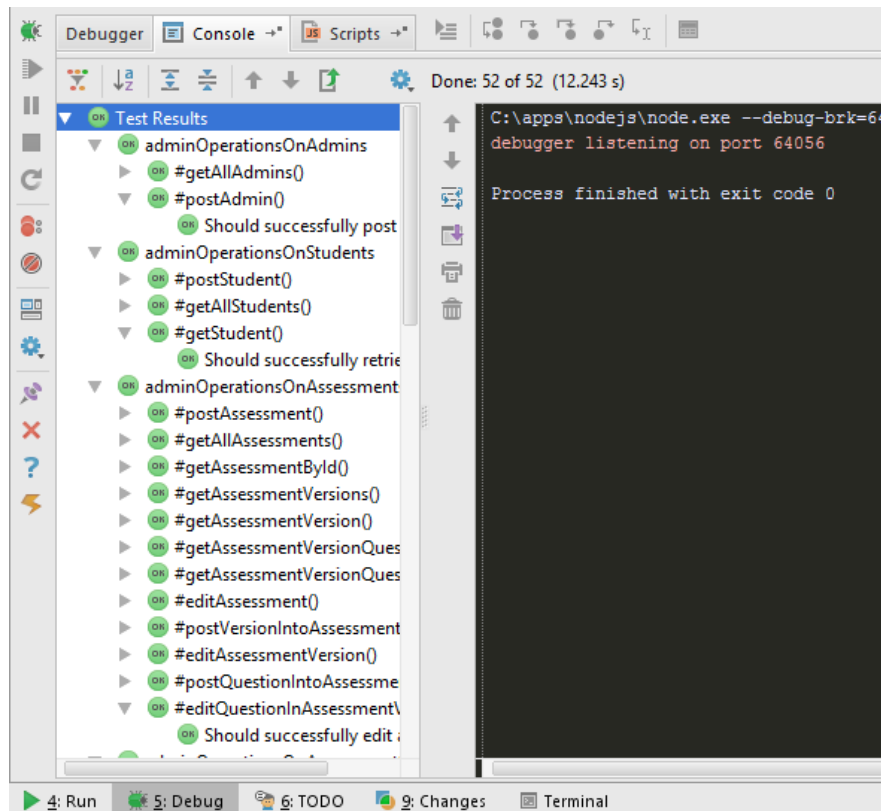 Debugger Console Scripts
Done: 52 of 52 (12.243 s)
Test Results
adminOperationsOnAdmins
#getAllAdmins()
#postAdmin()
Should successfully post
adminOperationsOnStudents
#postStudent()
#getAllStudents()
#getStudent()
Should successfully retrie
adminOperationsOnAssessment
#postAssessment()
#getAllAssessments()
#getAssessmentById()
#getAssessmentVersions()
#getAssessmentVersion()
#getAssessmentVersionQues
#getAssessmentVersionQues
#editAssessment()
#postVersionIntoAssessment
#editAssessmentVersion()
#postQuestionIntoAssessme
#editQuestionInAssessmentV
Should successfully edit
C:\apps\nodejs\node.exe --debug-brk=64
debugger listening on port 64056
Process finished with exit code 0
4: Run 5: Debug 6: TODO 9: Changes Terminal